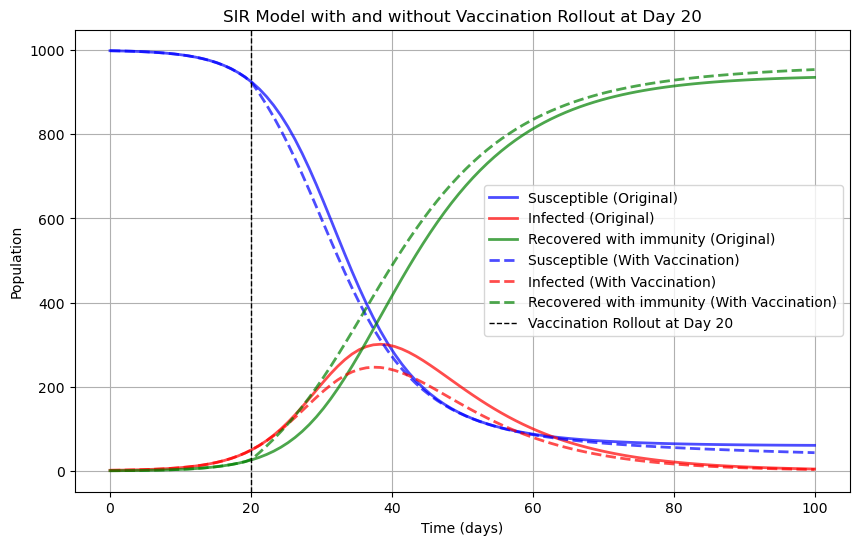 SIR Model with and without Vaccination Rollout at Day 20
Population
1000
800
600
400
200
0
Susceptible (Original)
Infected (Original)
Recovered with immunity (Original)
Susceptible (With Vaccination)
Infected (With Vaccination)
Recovered with immunity (With Vaccination)
Vaccination Rollout at Day 20
0 20 40 60 80 100
Time (days)